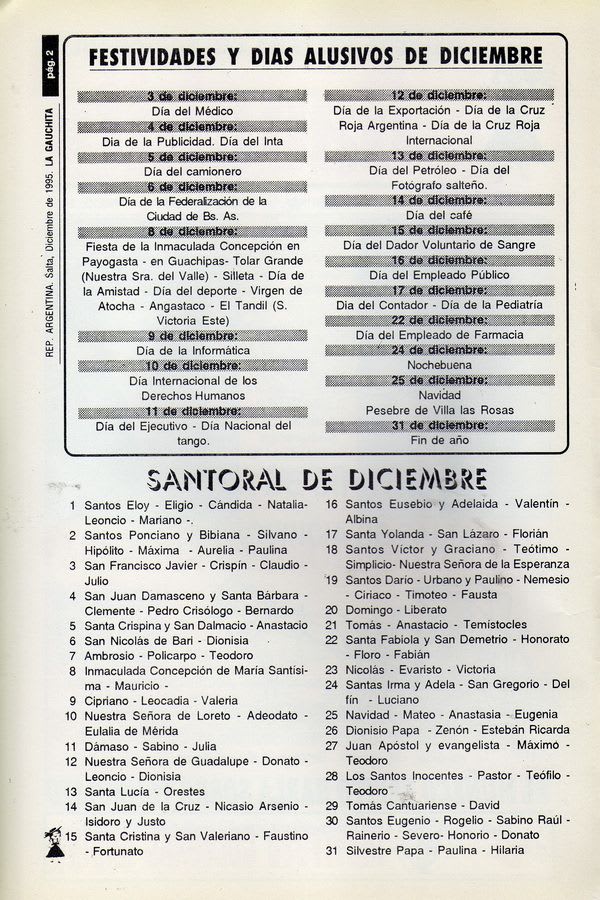 pág. 2
REP. ARGENTINA. Salta, Diciembre de 1995. LA GAUCHITA
FESTIVIDADES Y DIAS ALUSIVOS DE DICIEMBRE
3 de diciembre:
Día del Médico
4 de diciembre:
Dia de la Publicidad. Día del Inta
5 de diciembre:
Día del camionero
6 de diciembre:
Día de la Federalización de la
Ciudad de Bs. As.
8 de diciembre:
Fiesta de la Inmaculada Concepción en
Payogasta - en Guachipas- Tolar Grande
(Nuestra Sra. del Valle) - Silleta - Día de
la Amistad - Día del deporte - Virgen de
Atocha - Angastaco - El Tandil (S.
Victoria Este)
9 de diciembre:
Día de la Informática
10 de diciembre:
Día Internacional de los
Derechos Humanos
11 de diciembre:
Día del Ejecutivo - Día Nacional del
tango.
12 de diciembre:
Día de la Exportación - Día de la Cruz
Roja Argentina - Día de la Cruz Roja
Internacional
13 de diciembre:
Día del Petróleo - Día del
Fotógrafo salteño.
14 de diciembre:
Día del café
15 de diciembre:
Día del Dador Voluntario de Sangre
16 de diciembre:
Día del Empleado Público
17 de diciembre:
Dia del Contador - Día de la Pediatría
22 de diciembre:
Día del Empleado de Farmacia
24 de diciembre:
Nochebuena
25 de diciembre:
Navidad
Pesebre de Villa las Rosas
31 de diciembre:
Fin de año
SANTORAL DE DICIEMBRE
1 Santos Eloy - Eligio - Cándida - Natalia-
Leoncio - Mariano -.
2 Santos Ponciano y Bibiana - Silvano -
Hipólito - Máxima - Aurelia - Paulina
3 San Francisco Javier - Crispín - Claudio -
Julio
4 San Juan Damasceno y Santa Bárbara -
Clemente - Pedro Crisólogo - Bernardo
5 Santa Crispina y San Dalmacio - Anastacio
6 San Nicolás de Bari - Dionisia
7 Ambrosio - Policarpo - Teodoro
8 Inmaculada Concepción de María Santísi-
ma - Mauricio -
9 Cipriano - Leocadia - Valeria
10 Nuestra Señora de Loreto - Adeodato -
Eulalia de Mérida
11 Dámaso - Sabino - Julia
12 Nuestra Señora de Guadalupe - Donato -
Leoncio - Dionisia
13 Santa Lucía - Orestes
14 San Juan de la Cruz - Nicasio Arsenio -
Isidoro y Justo
15 Santa Cristina y San Valeriano - Faustino
- Fortunato
16 Santos Eusebio y Adelaida - Valentín -
Albina
17 Santa Yolanda - San Lázaro - Florián
18 Santos Víctor y Graciano - Teótimo -
Simplicio- Nuestra Señora de la Esperanza
19 Santos Darío - Urbano y Paulino - Nemesio
- Ciriaco - Timoteo - Fausta
20 Domingo - Liberato
21 Tomás - Anastacio - Temístocles
22 Santa Fabiola y San Demetrio - Honorato
- Floro - Fabián
23 Nicolás - Evaristo - Victoria
24 Santas Irma y Adela - San Gregorio - Del
fín - Luciano
25 Navidad - Mateo - Anastasia - Eugenia
26 Dionisio Papa - Zenón - Esteban Ricarda
27 Juan Apóstol y evangelista - Máximo -
Teodoro
28 Los Santos Inocentes - Pastor - Teófilo -
Teodoro
29 Tomás Cantuariense - David
30 Santos Eugenio - Rogelio - Sabino Raúl -
Rainerio - Severo- Honorio - Donato
31 Silvestre Papa - Paulina - Hilaria